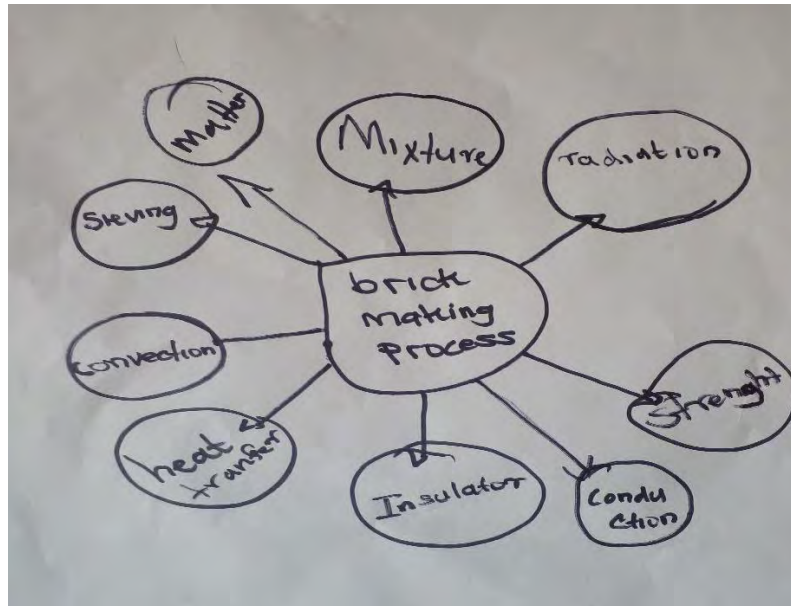 Matter
Mixture
radiation
Sieving
brick
Making
process
Convection
Strenght
heat
transfer
Insulator
Condu
ction